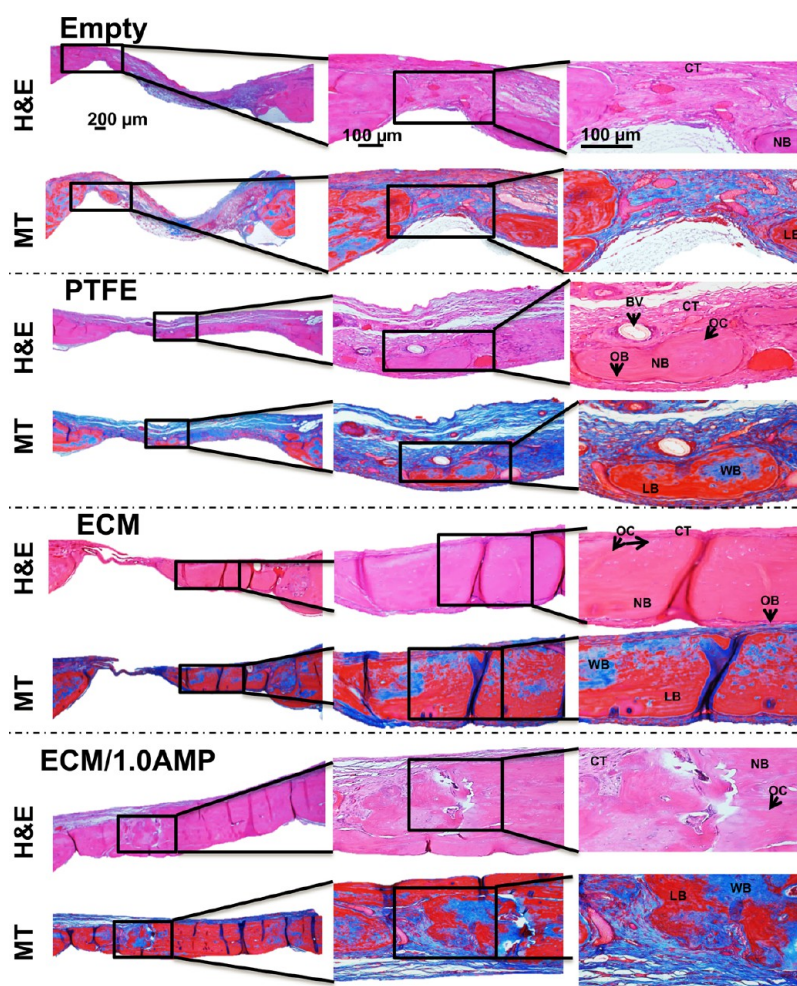 Empty
H&E
200 µm
100 µm
100 µm
CT
NB
MT
LB
PTFE
H&E
BV
CT
OC
OB
NB
MT
WB
LB
ECM
H&E
OC
CT
NB
OB
MT
WB
LB
ECM/1.0AMP
H&E
CT
NB
OC
MT
LB
WB